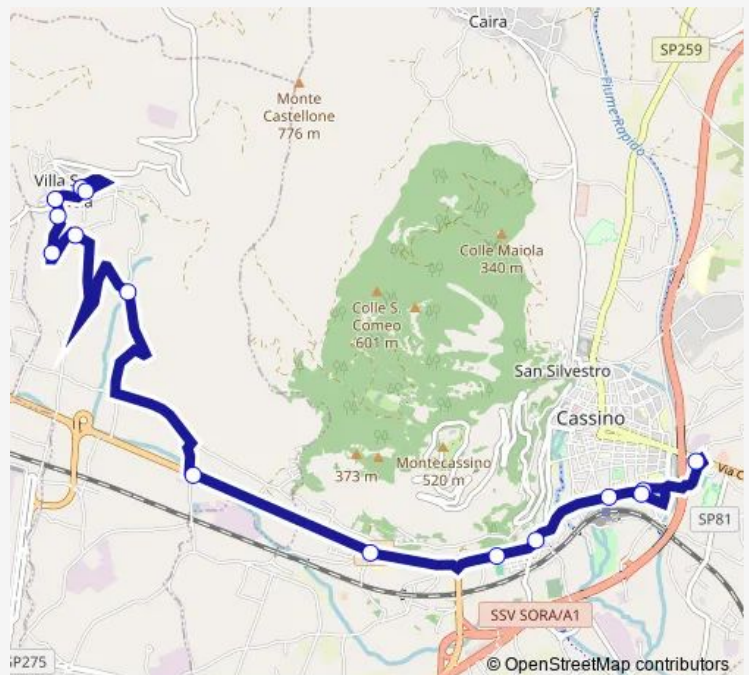 Caira
SP259
Monte
Castellone
776 m
Fiume Rapido
Villa S.
Colle Maiola
340 m
Colle S.
Comeo
601 m
San Silvestro
Cassino
Montecassino
520 m
373 m
Via C
SP81
SSV SORA/A1
SP275
© OpenStreetMap contributors